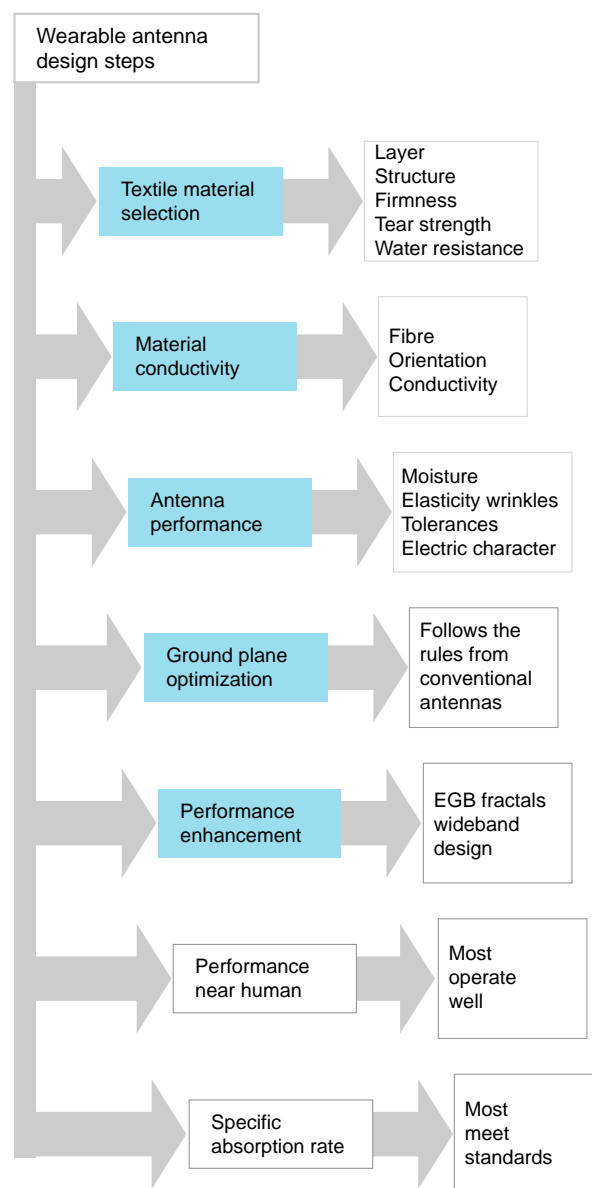 Wearable antenna
design steps
Textile material
selection
Layer
Structure
Firmness
Tear strength
Water resistance
Material
conductivity
Fibre
Orientation
Conductivity
Antenna
performance
Moisture
Elasticity wrinkles
Tolerances
Electric character
Ground plane
optimization
Follows the
rules from
conventional
antennas
Performance
enhancement
EGB fractals
wideband
design
Performance
near human
Most
operate
well
Specific
absorption rate
Most
meet
standards